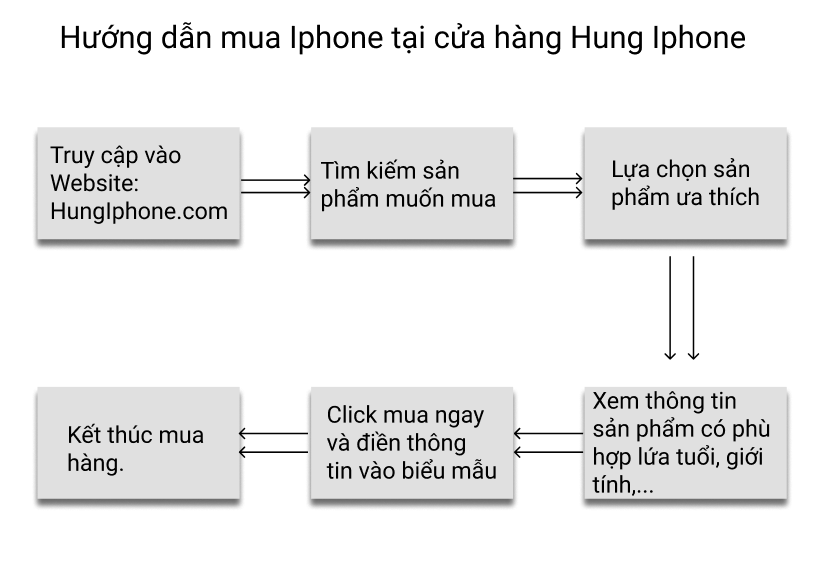 Hướng dẫn mua Iphone tại cửa hàng Hung Iphone
Truy cập vào
Website:
HungIphone.com
Tìm kiếm sản
phẩm muốn mua
Lựa chọn sản
phẩm ưa thích
Xem thông tin
sản phẩm có phù
hợp lứa tuổi, giới
tính,...
Click mua ngay
và điền thông
tin vào biểu mẫu
Kết thúc mua
hàng.